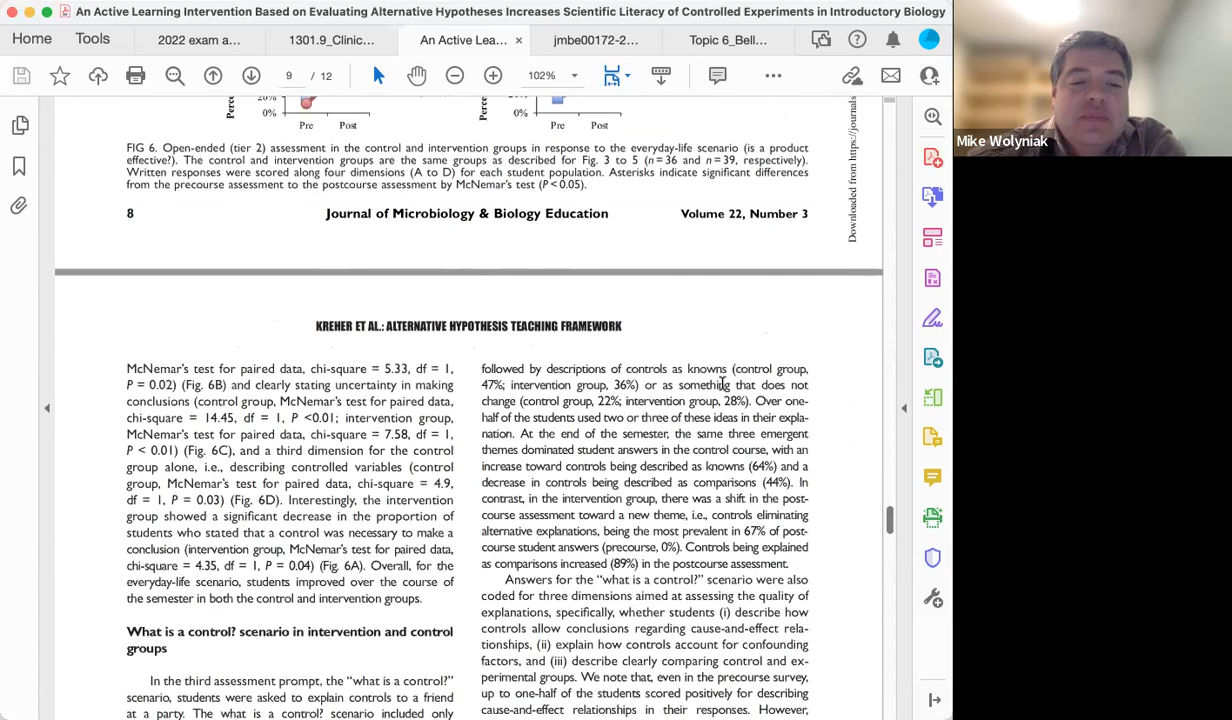 An Active Learning Intervention Based on Evaluating Alternative Hypotheses Increases Scientific Literacy of Controlled Experiments in Introductory Biology
Home
Tools
2022 exam a...
1301.9_Clinic...
An Active Lea...
jmbe00172-2...
Topic 6_Bell...
9 / 12
102%
Perce
20%
0%
Pre
Post
Perce
20%
0%
Pre
Post
Downloaded from https://journals
FIG 6. Open-ended (tier 2) assessment in the control and intervention groups in response to the everyday-life scenario (is a product
effective?). The control and intervention groups are the same groups as described for Fig. 3 to 5 (n=36 and n=39, respectively).
Written responses were scored along four dimensions (A to D) for each student population. Asterisks indicate significant differences
from the precourse assessment to the postcourse assessment by McNemar's test (P<0.05).
8
Journal of Microbiology & Biology Education
Volume 22, Number 3
KREHER ET AL.: ALTERNATIVE HYPOTHESIS TEACHING FRAMEWORK
McNemar's test for paired data, chi-square = 5.33, df = 1,
P = 0.02) (Fig. 6B) and clearly stating uncertainty in making
conclusions (control group, McNemar's test for paired data,
chi-square = 14.45, df = 1, P <0.01; intervention group,
McNemar's test for paired data, chi-square = 7.58, df = 1,
P < 0.01) (Fig. 6C), and a third dimension for the control
group alone, i.e., describing controlled variables (control
group, McNemar's test for paired data, chi-square = 4.9,
df = 1, P = 0.03) (Fig. 6D). Interestingly, the intervention
group showed a significant decrease in the proportion of
students who stated that a control was necessary to make a
conclusion (intervention group, McNemar's test for paired data,
chi-square = 4.35, df = 1, P = 0.04) (Fig. 6A). Overall, for the
everyday-life scenario, students improved over the course of
the semester in both the control and intervention groups.
What is a control? scenario in intervention and control
groups
In the third assessment prompt, the "what is a control?"
scenario, students were asked to explain controls to a friend
at a party. The what is a control? scenario included only
followed by descriptions of controls as knowns (control group,
47%; intervention group, 36%) or as something that does not
change (control group, 22%; intervention group, 28%). Over one-
half of the students used two or three of these ideas in their expla-
nation. At the end of the semester, the same three emergent
themes dominated student answers in the control course, with an
increase toward controls being described as knowns (64%) and a
decrease in controls being described as comparisons (44%). In
contrast, in the intervention group, there was a shift in the post-
course assessment toward a new theme, i.e., controls eliminating
alternative explanations, being the most prevalent in 67% of post-
course student answers (precourse, 0%). Controls being explained
as comparisons increased (89%) in the postcourse assessment.
Answers for the "what is a control?" scenario were also
coded for three dimensions aimed at assessing the quality of
explanations, specifically, whether students (i) describe how
controls allow conclusions regarding cause-and-effect rela-
tionships, (ii) explain how controls account for confounding
factors, and (iii) describe clearly comparing control and ex-
perimental groups. We note that, even in the precourse survey,
up to one-half of the students scored positively for describing
cause-and-effect relationships in their responses. However,
Mike Wolyniak